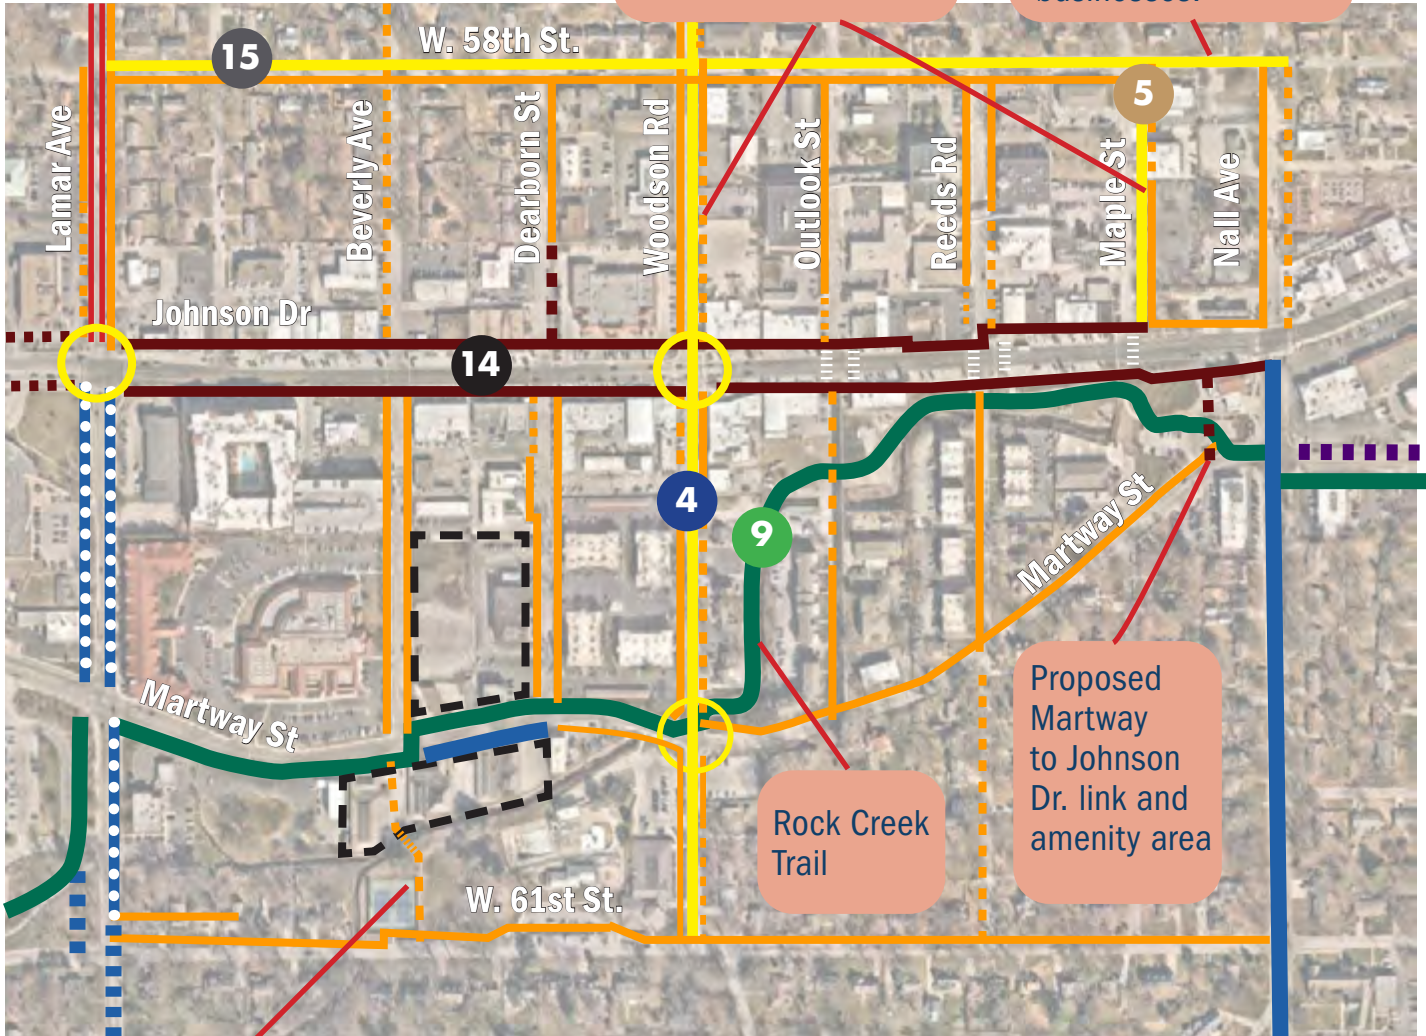 businesses.
W. 58th St.
15
5
Lamar Ave
Beverly Ave
Dearborn St
Woodson Rd
Outlook St
Reeds Rd
Maple St
Nall Ave
Johnson Dr
14
4
9
Martway St
Martway St
Proposed
Martway
to Johnson
Dr. link and
amenity area
Rock Creek
Trail
W. 61st St.